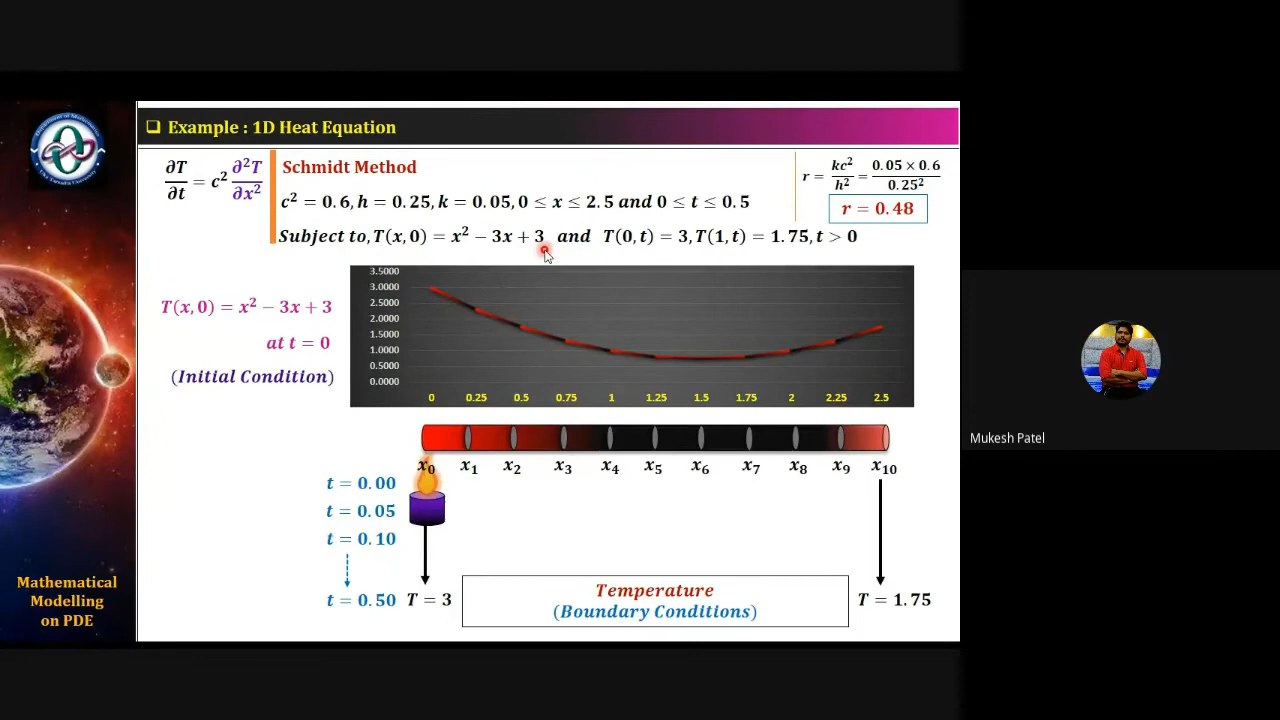 ❑ Example : 1D Heat Equation
∂T/∂t = c² ∂²T/∂x²
Schmidt Method
c² = 0.6, h = 0.25, k = 0.05, 0 ≤ x ≤ 2.5 and 0 ≤ t ≤ 0.5
Subject to, T(x, 0) = x² − 3x + 3 and T(0, t) = 3, T(1, t) = 1.75, t > 0
r = kc²/h² = 0.05 × 0.6/0.25²
r = 0.48
T(x, 0) = x² − 3x + 3
at t = 0
(Initial Condition)
3.5000
3.0000
2.5000
2.0000
1.5000
1.0000
0.5000
0.0000
0 0.25 0.5 0.75 1 1.25 1.5 1.75 2 2.25 2.5
x₀ x₁ x₂ x₃ x₄ x₅ x₆ x₇ x₈ x₉ x₁₀
t = 0.00
t = 0.05
t = 0.10
t = 0.50 T = 3
Temperature
(Boundary Conditions)
T = 1.75
Mathematical
Modelling
on PDE
Mukesh Patel